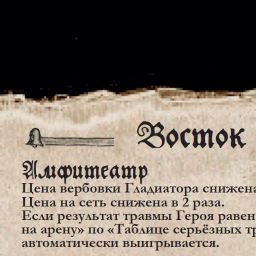 Восток
Амфитеатр
Цена вербовки Гладиатора снижена
Цена на сеть снижена в 2 раза.
Если результат травмы Героя равен
на арену» по «Таблице серьёзных тр
автоматически выигрывается.